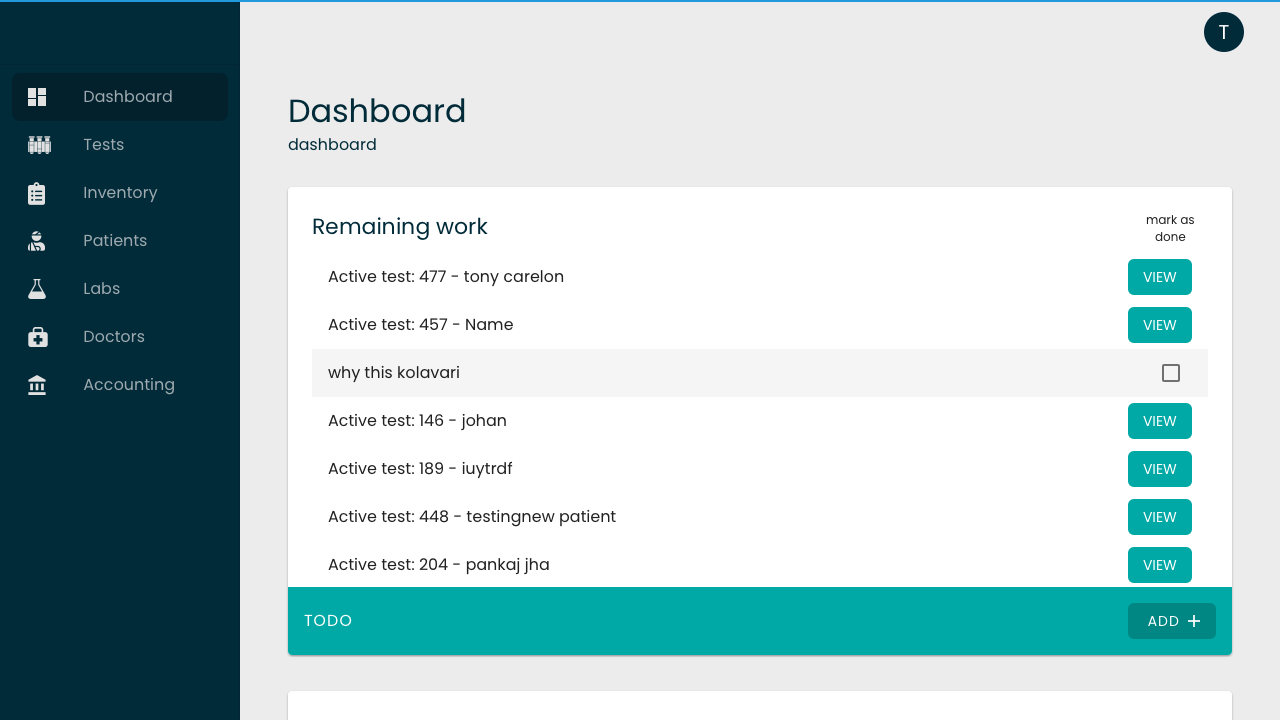 T
Dashboard
Tests
Inventory
Patients
Labs
Doctors
Accounting
Dashboard
dashboard
Remaining work
mark as
done
Active test: 477 - tony carelon
VIEW
Active test: 457 - Name
VIEW
why this kolavari
Active test: 146 - johan
VIEW
Active test: 189 - iuytrdf
VIEW
Active test: 448 - testingnew patient
VIEW
Active test: 204 - pankaj jha
VIEW
TODO
ADD +